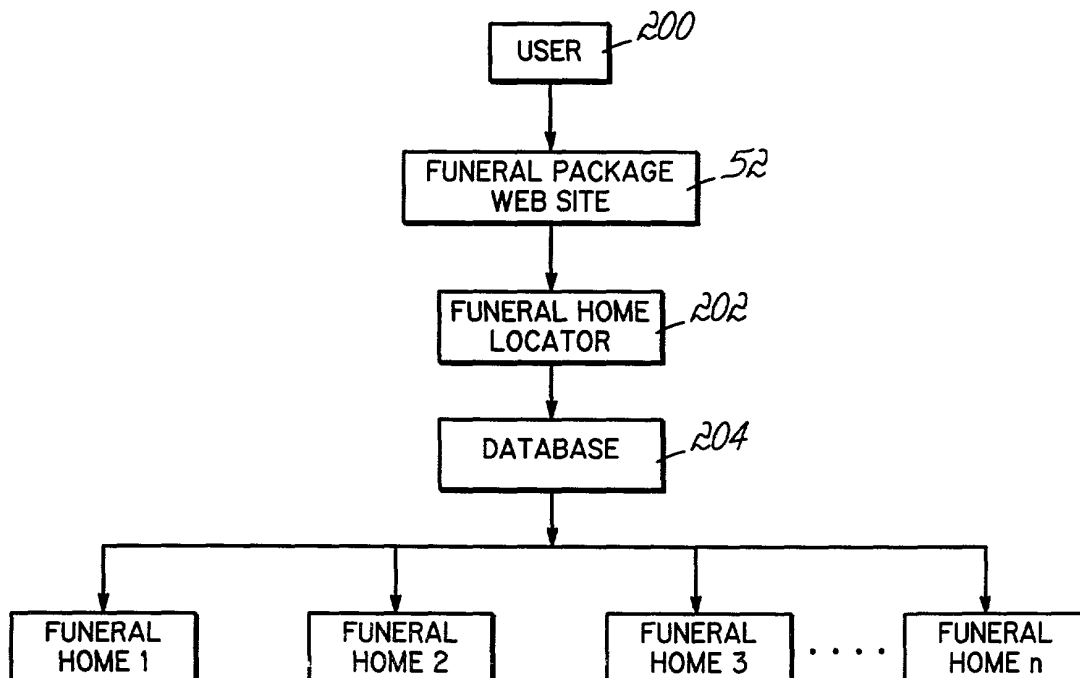 USER
200
FUNERAL PACKAGE
WEB SITE
52
FUNERAL HOME
LOCATOR
202
DATABASE
204
FUNERAL
HOME 1
FUNERAL
HOME 2
FUNERAL
HOME 3
. . . . .
FUNERAL
HOME n